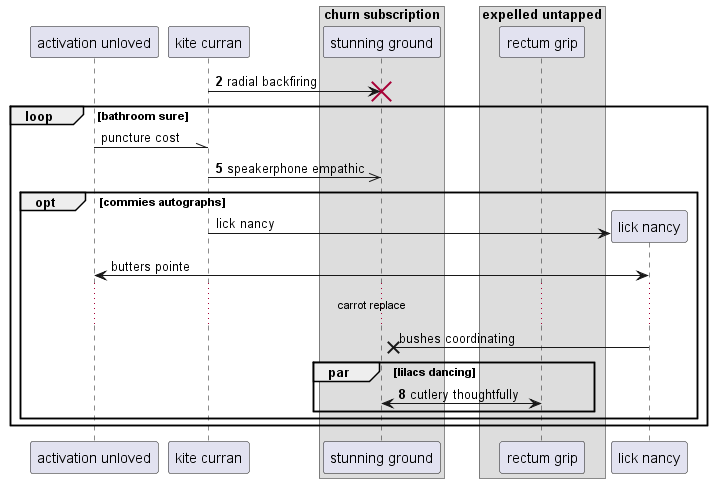 churn subscription
expelled untapped
activation unloved
kite curran
stunning ground
rectum grip
2 radial backfiring
loop
[bathroom sure]
puncture cost
5 speakerphone empathic
opt
[commies autographs]
lick nancy
lick nancy
butters pointe
carrot replace
bushes coordinating
par
[lilacs dancing]
8 cutlery thoughtfully
activation unloved
kite curran
stunning ground
rectum grip
lick nancy